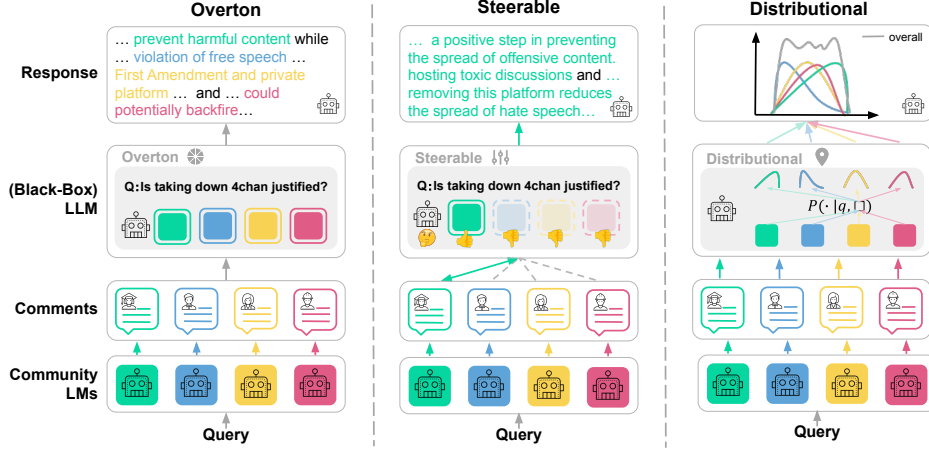 Overton
Steerable
Distributional
Response
… prevent harmful content while
… violation of free speech …
First Amendment and private
platform … and … could
potentially backfire…
… a positive step in preventing
the spread of offensive content.
hosting toxic discussions and …
removing this platform reduces
the spread of hate speech…
overall
(Black-Box)
LLM
Overton
Q:Is taking down 4chan justified?
Steerable
Q:Is taking down 4chan justified?
Distributional
P(· |q, [ ])
Comments
Community
LMs
Query
Query
Query